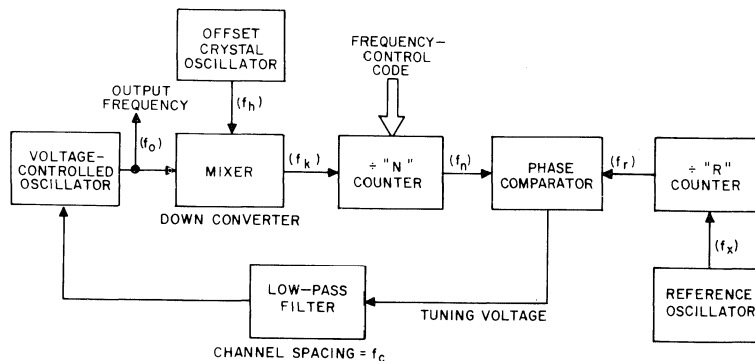 OFFSET
CRYSTAL
OSCILLATOR
FREQUENCY-
CONTROL
CODE
OUTPUT
FREQUENCY
(fh)
(fo)
VOLTAGE-
CONTROLLED
OSCILLATOR
MIXER
(fk)
÷ "N"
COUNTER
(fn)
PHASE
COMPARATOR
(fr)
÷ "R"
COUNTER
DOWN CONVERTER
(fx)
LOW-PASS
FILTER
TUNING VOLTAGE
REFERENCE
OSCILLATOR
CHANNEL SPACING = fc